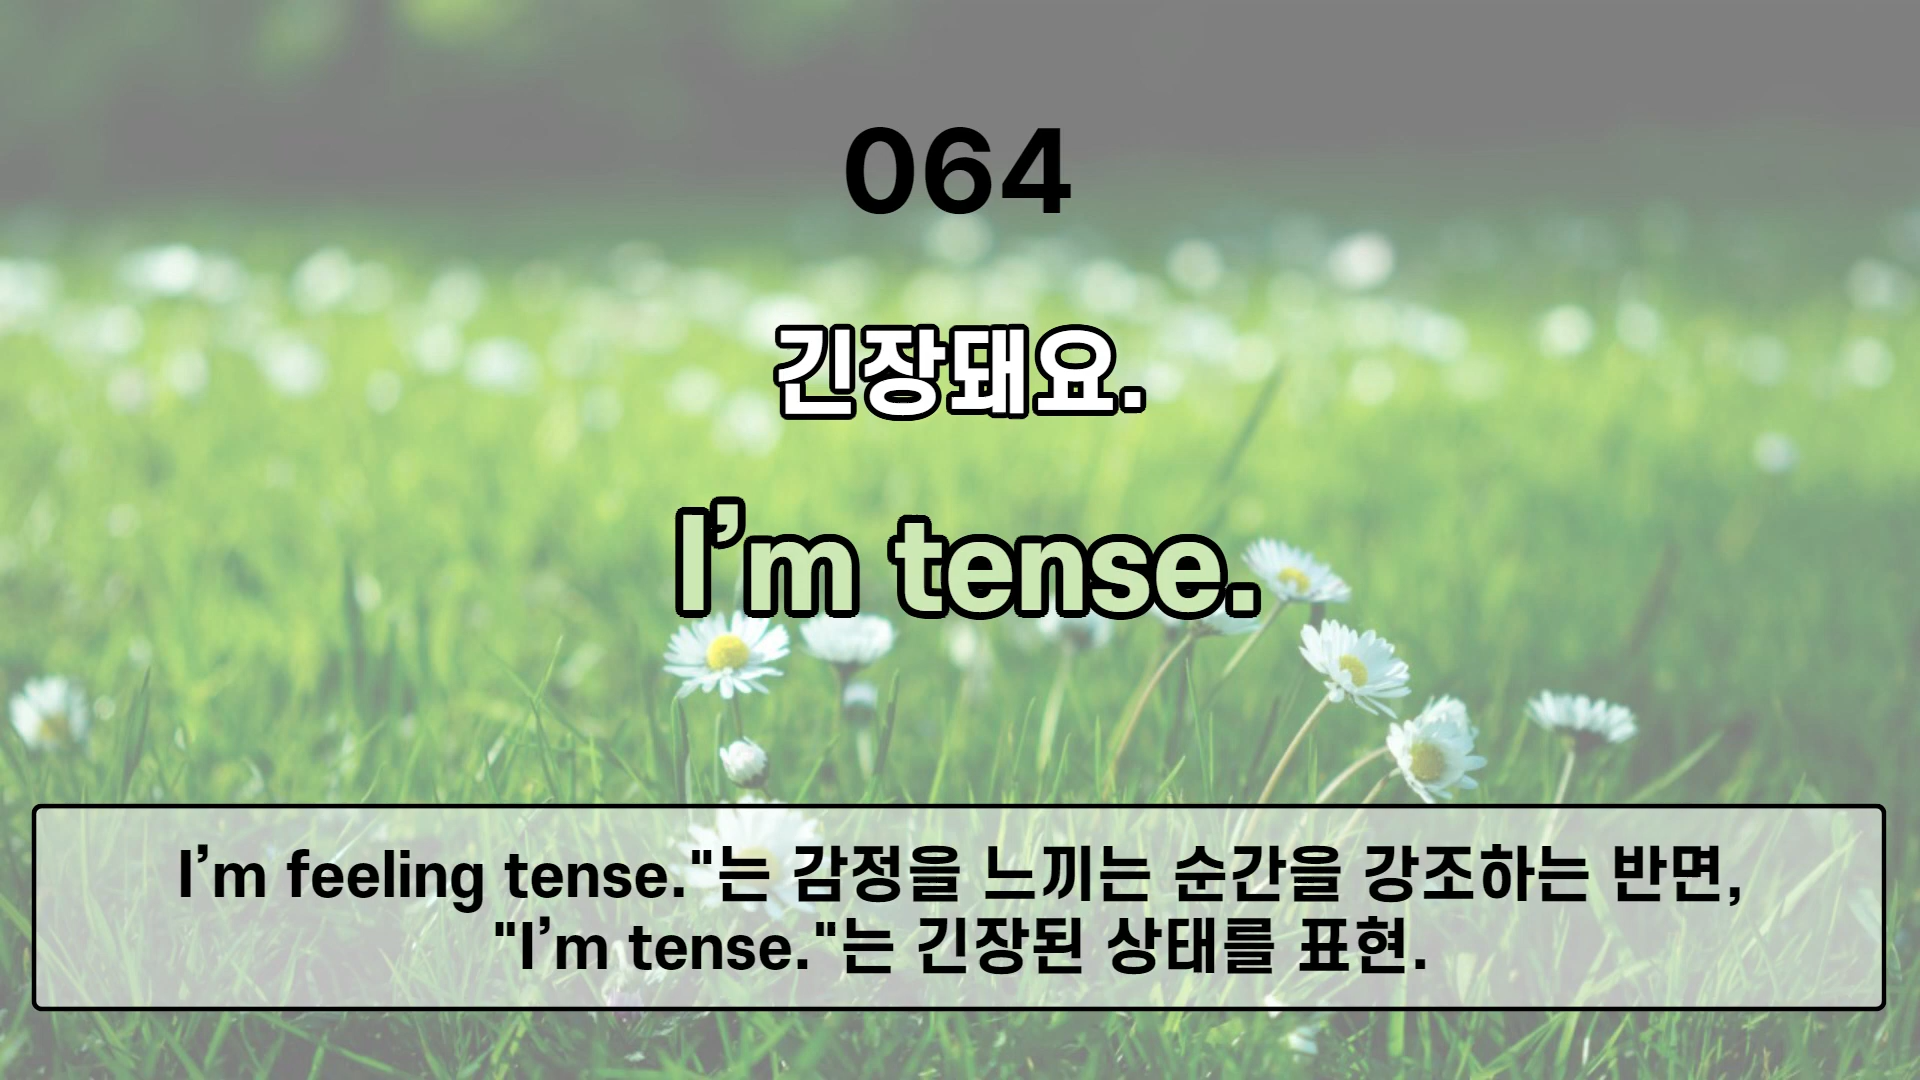 064
긴장돼요.
I’m tense.
I’m feeling tense."는 감정을 느끼는 순간을 강조하는 반면,
"I’m tense."는 긴장된 상태를 표현.